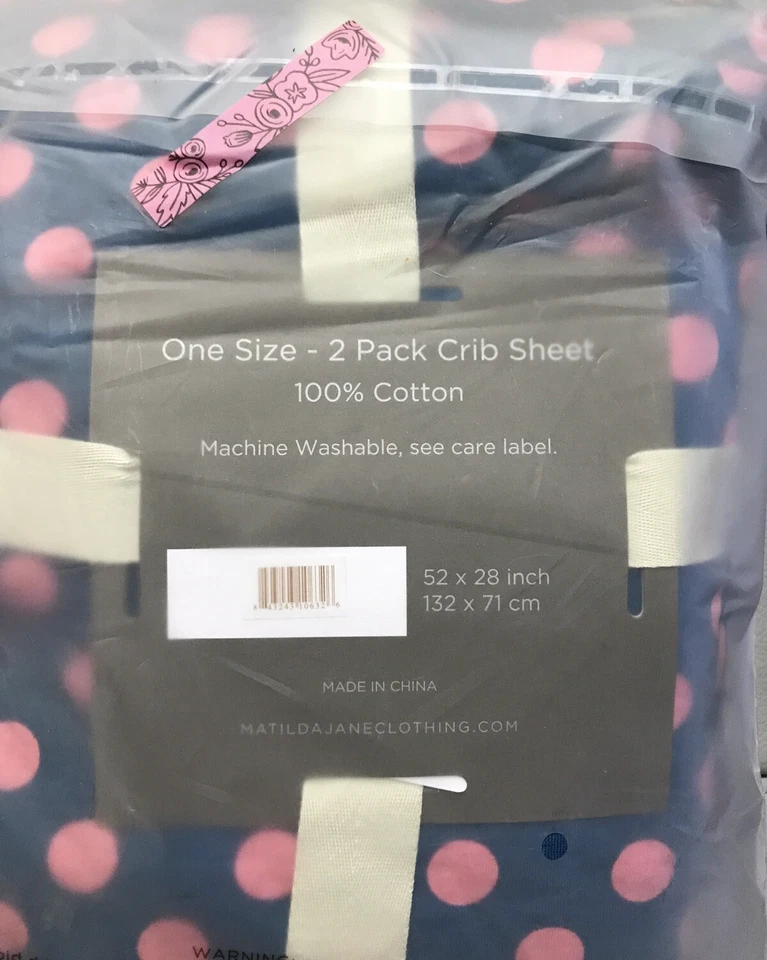 One Size - 2 Pack Crib Sheet
100% Cotton
Machine Washable, see care label.
52 x 28 inch
132 x 71 cm
MADE IN CHINA
MATILDAJANECLOTHING.COM
WARNING